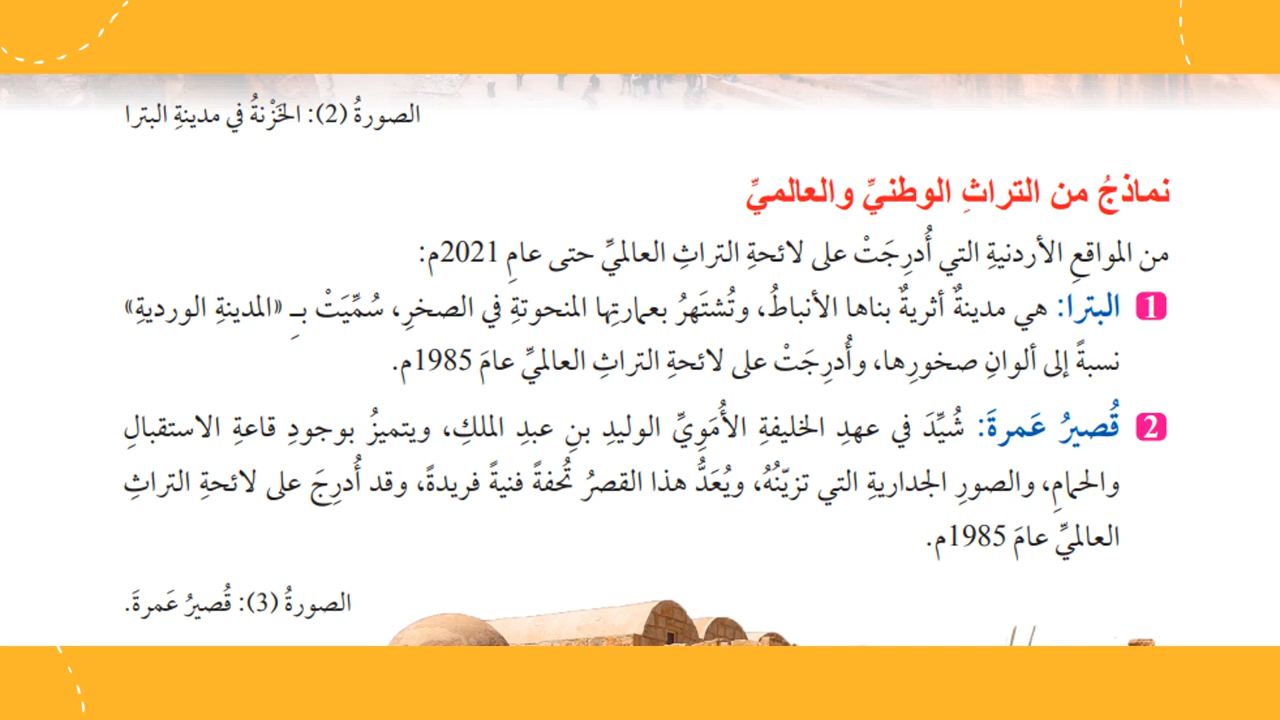 الصورةُ (2): الخَزْنةُ في مدينةِ البترا
نماذجُ من التراثِ الوطنيِّ والعالميِّ
من المواقعِ الأردنيةِ التي أُدرِجَتْ على لائحةِ التراثِ العالميِّ حتى عامِ 2021م:
1 البترا: هي مدينةٌ أثريةٌ بناها الأنباطُ، وتُشتَهرُ بعمارتِها المنحوتةِ في الصخرِ، سُمِّيَتْ بـِ «المدينةِ الورديةِ»
نسبةً إلى ألوانِ صخورِها، وأُدرِجَتْ على لائحةِ التراثِ العالميِّ عامَ 1985م.
2 قُصيرُ عَمرةَ: شُيِّدَ في عهدِ الخليفةِ الأُمَوِيِّ الوليدِ بنِ عبدِ الملكِ، ويتميزُ بوجودِ قاعةِ الاستقبالِ
والحمامِ، والصورِ الجداريةِ التي تزيّنُهُ، ويُعَدُّ هذا القصرُ تُحفةً فنيةً فريدةً، وقد أُدرِجَ على لائحةِ التراثِ
العالميِّ عامَ 1985م.
الصورةُ (3): قُصيرُ عَمرةَ.